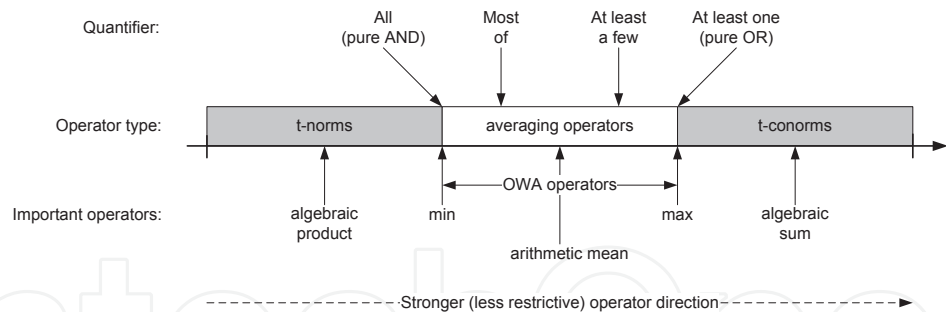 Quantifier:
All
(pure AND)
Most
of
At least
a few
At least one
(pure OR)
Operator type:
t-norms
averaging operators
t-conorms
OWA operators
Important operators:
algebraic
product
min
arithmetic mean
max
algebraic
sum
Stronger (less restrictive) operator direction